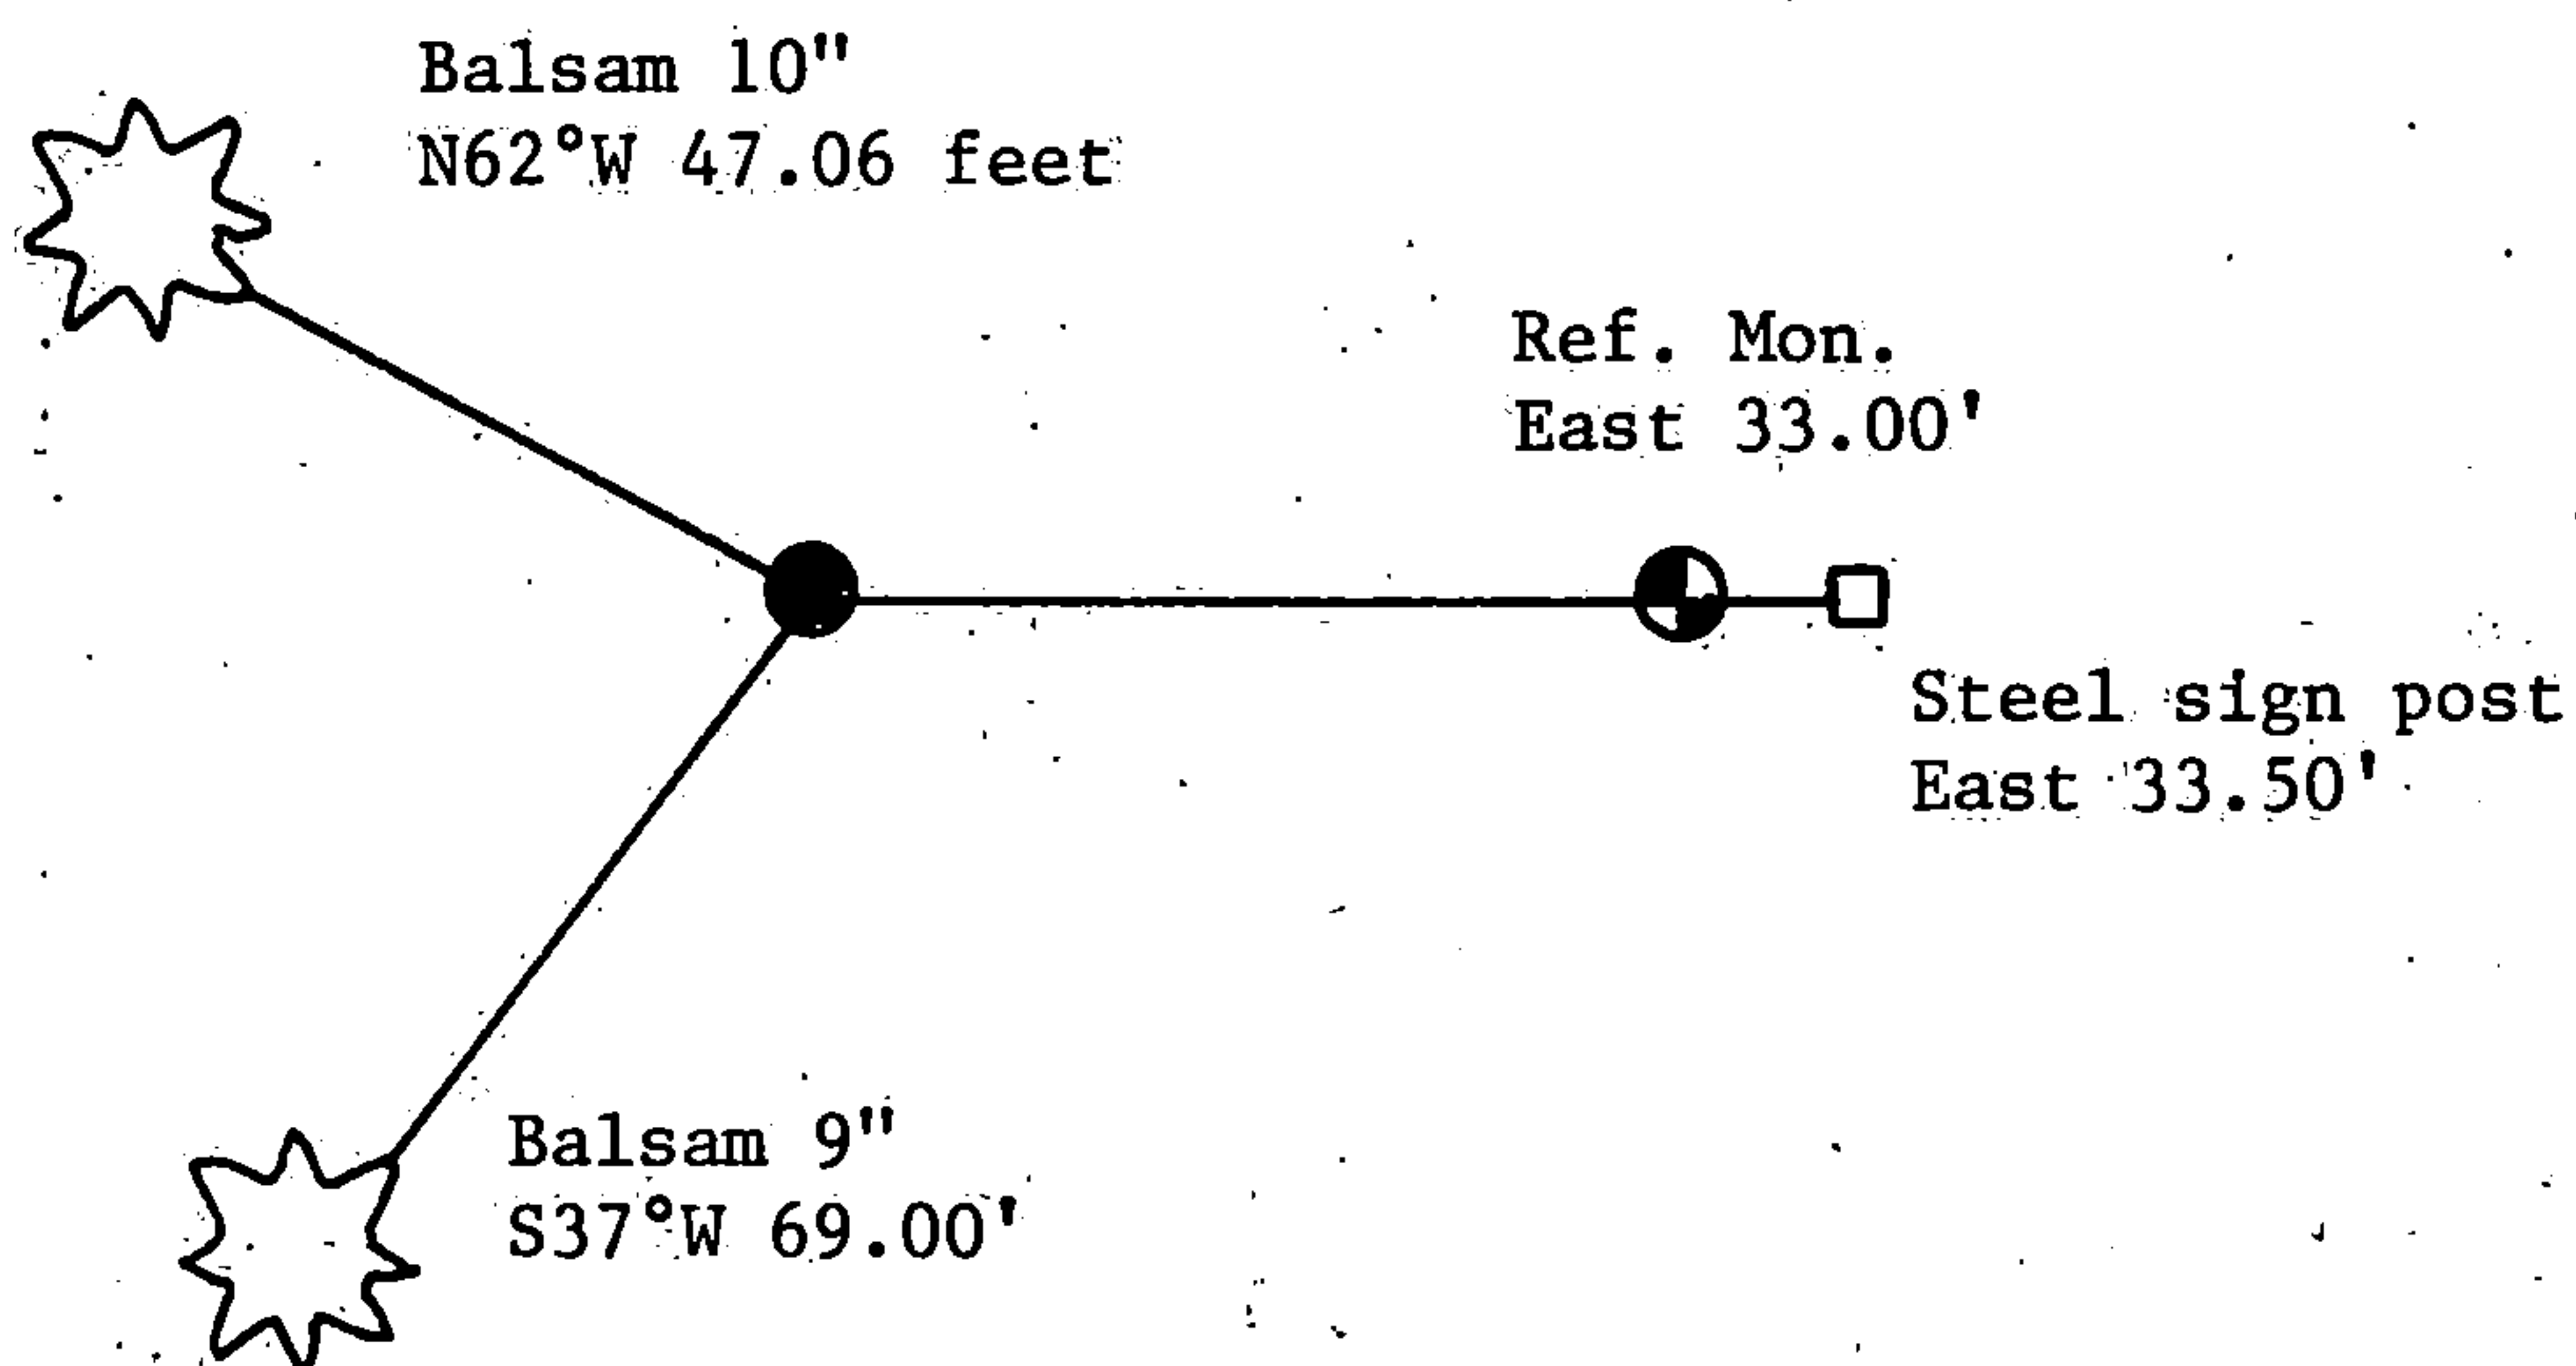 Balsam 10"
N62°W 47.06 feet
Ref. Mon.
East 33.00'
Steel sign post
East 33.50'
Balsam 9"
S37°W 69.00'